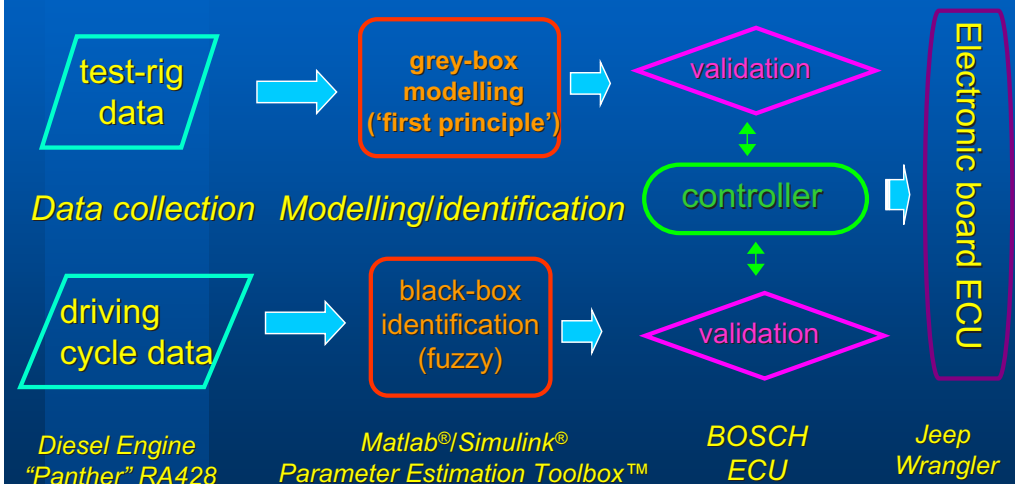 test-rig
data
grey-box
modelling
(‘first principle’)
validation
Electronic board ECU
Data collection
Modelling/identification
controller
driving
cycle data
black-box
identification
(fuzzy)
validation
Diesel Engine
“Panther” RA428
Matlab®/Simulink®
Parameter Estimation Toolbox™
BOSCH
ECU
Jeep
Wrangler